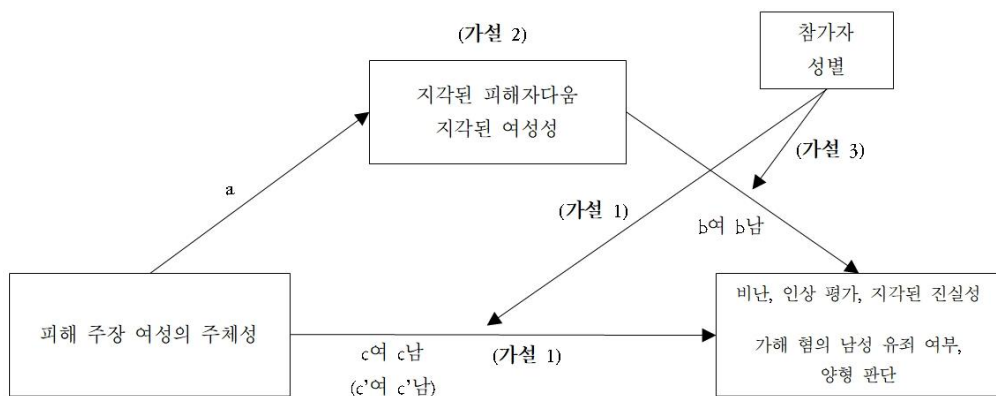 (가설 2)
참가자
성별
지각된 피해자다움
지각된 여성성
(가설 3)
a
(가설 1)
b여 b남
피해 주장 여성의 주체성
c여 c남
(c'여 c'남)
(가설 1)
비난, 인상 평가, 지각된 진실성
가해 혐의 남성 유죄 여부,
양형 판단